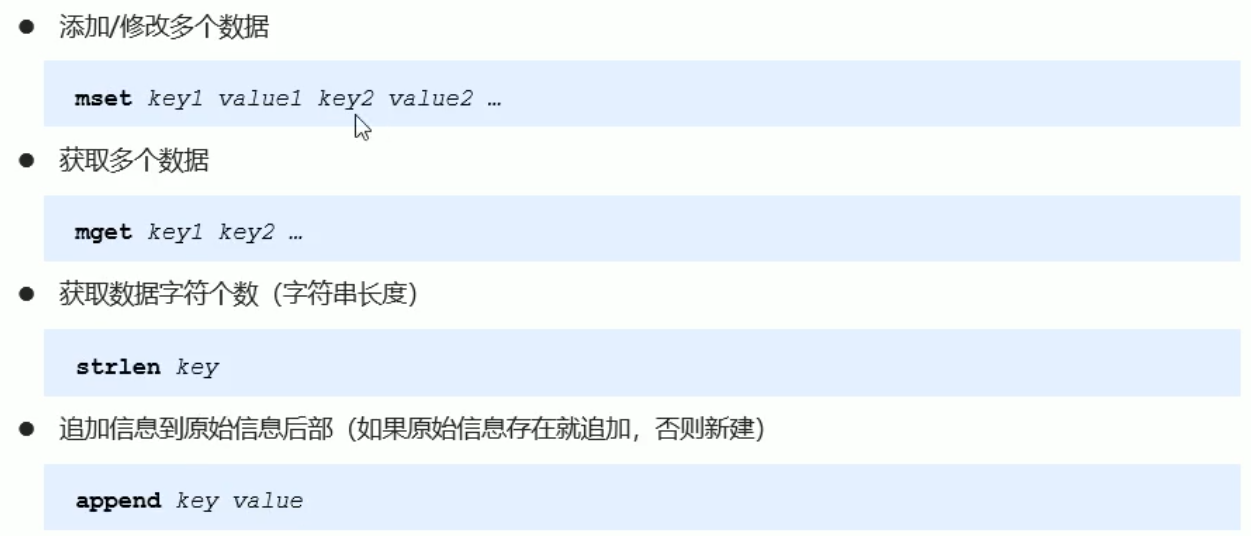 添加/修改多个数据
mset key1 value1 key2 value2 …
获取多个数据
mget key1 key2 …
获取数据字符个数（字符串长度）
strlen key
追加信息到原始信息后部（如果原始信息存在就追加，否则新建）
append key value